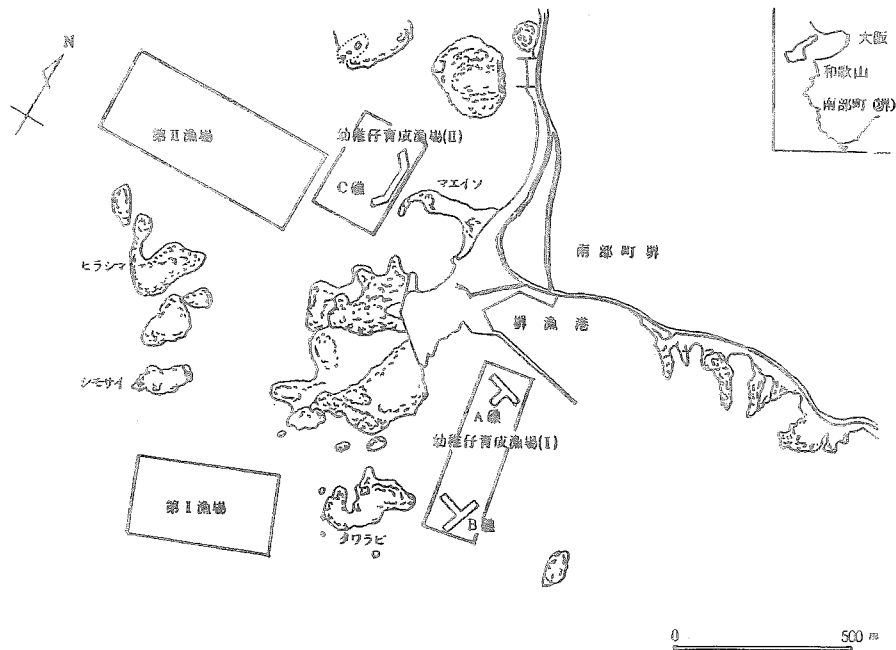 N
大阪
和歌山
南部町(堺)
第Ⅱ漁場
幼稚仔育成漁場(Ⅱ)
C礁
マエイソ
ヒラシマ
南部町堺
堺漁港
シモサイ
A礁
幼稚仔育成漁場(Ⅰ)
第Ⅰ漁場
B礁
タワラビ
0 500 m